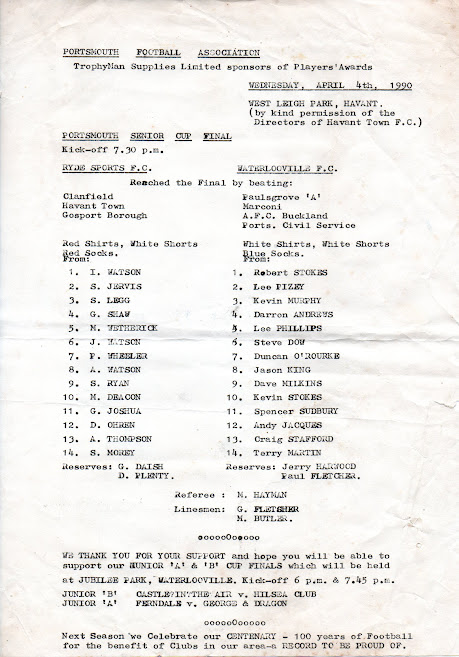 PORTSMOUTH FOOTBALL ASSOCIATION
TrophyMan Supplies Limited sponsors of Players'Awards
WEDNESDAY, APRIL 4th, 1990
WEST LEIGH PARK, HAVANT.
(by kind permission of the
Directors of Havant Town F.C.)
PORTSMOUTH SENIOR CUP FINAL
Kick-off 7.30 p.m.
RYDE SPORTS F.C. WATERLOOVILLE F.C.
Reached the Final by beating:
Clanfield Paulsgrove 'A'
Havant Town Marconi
Gosport Borough A.F.C. Buckland
Ports. Civil Service
Red Shirts, White Shorts White Shirts, White Shorts
Red Socks. Blue Socks.
From: From:
1. I. WATSON 1. Robert STOKES
2. S. JERVIS 2. Lee PIZEY
3. S. LEGG 3. Kevin MURPHY
4. G. SHAW 4. Darron ANDREWS
5. M. WETHERICK 5. Lee PHILLIPS
6. J. WATSON 6. Steve DOW
7. P. WHEELER 7. Duncan O'ROURKE
8. A. WATSON 8. Jason KING
9. S. RYAN 9. Dave MILKINS
10. M. DEACON 10. Kevin STOKES
11. G. JOSHUA 11. Spencer SUDBURY
12. D. OHREN 12. Andy JACQUES
13. A. THOMPSON 13. Craig STAFFORD
14. S. MOREY 14. Terry MARTIN
Reserves: G. DAISH Reserves: Jerry HARWOOD
D. PLENTY. Paul FLETCHER.
Referee : M. HAYMAN
Linesmen: G. FLETSHER
M. BUTLER.
oooooOoooooo
WE THANK YOU FOR YOUR SUPPORT and hope you will be able to
support our MUNIOR 'A' & 'B' CUP FINALS which will be held
at JUBILEE PARK, WATERLOOVILLE. Kick-off 6 p.m. & 7.45 p.m.
JUNIOR 'B' CASTLE?IN?THE AIR v. HILSEA CLUB
JUNIOR 'A' FERNDALE v. GEORGE & DRAGON
oooooOooooo
Next Season we Celebrate our CENTENARY - 100 years of Football
for the benefit of Clubs in our area-a RECORD TO BE PROUD OF.